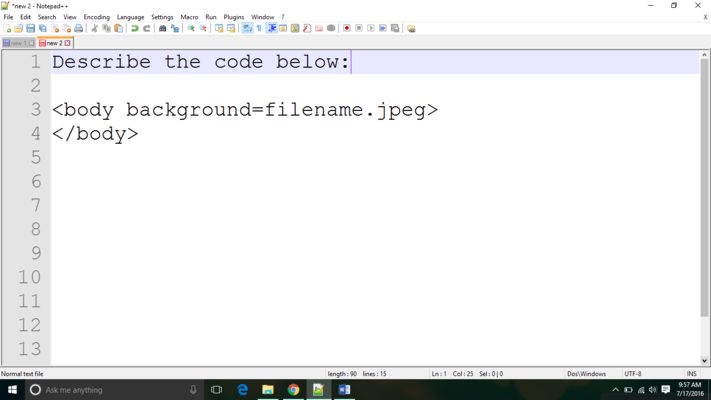 *new 2 - Notepad++
File Edit Search View Encoding Language Settings Macro Run Plugins Window ?
X
new 1 new 2
1 Describe the code below:
2
3 <body background=filename.jpeg>
4 </body>
5
6
7
8
9
10
11
12
13
Normal text file length : 90 lines : 15 Ln : 1 Col : 25 Sel : 0 | 0 Dos\Windows UTF-8 INS
Ask me anything
9:57 AM
7/17/2016